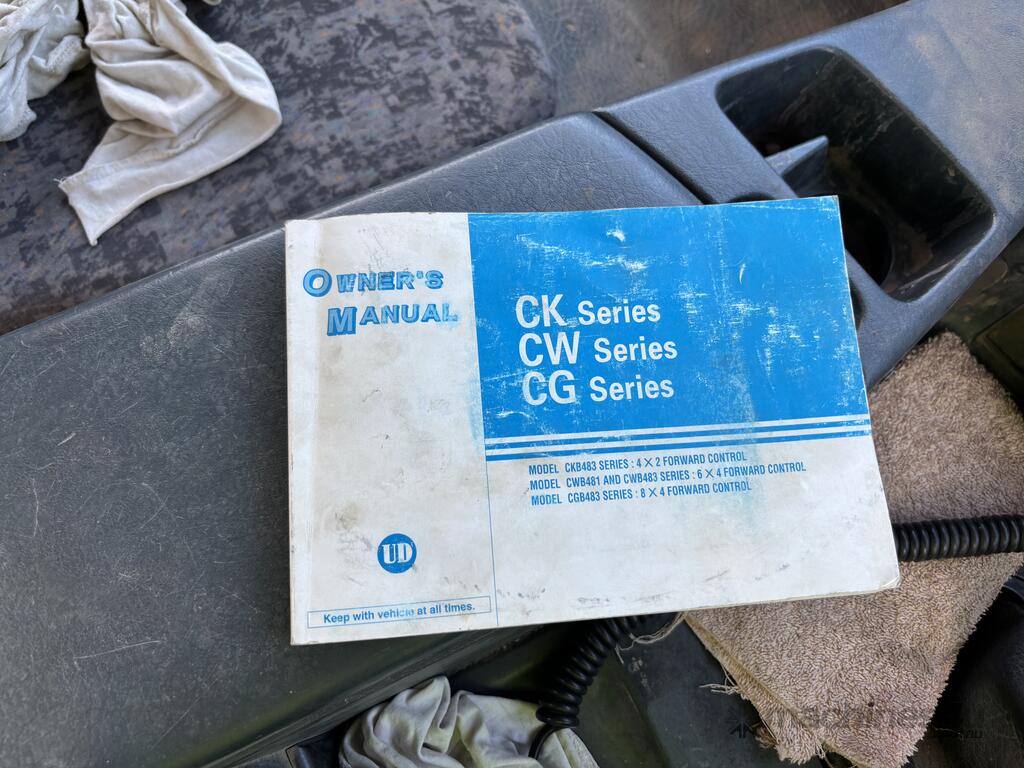 OWNER'S
MANUAL
CK Series
CW Series
CG Series
MODEL CKB483 SERIES : 4 X 2 FORWARD CONTROL
MODEL CWB481 AND CWB483 SERIES : 6 X 4 FORWARD CONTROL
MODEL CGB483 SERIES : 8 X 4 FORWARD CONTROL
UD
Keep with vehicle at all times.